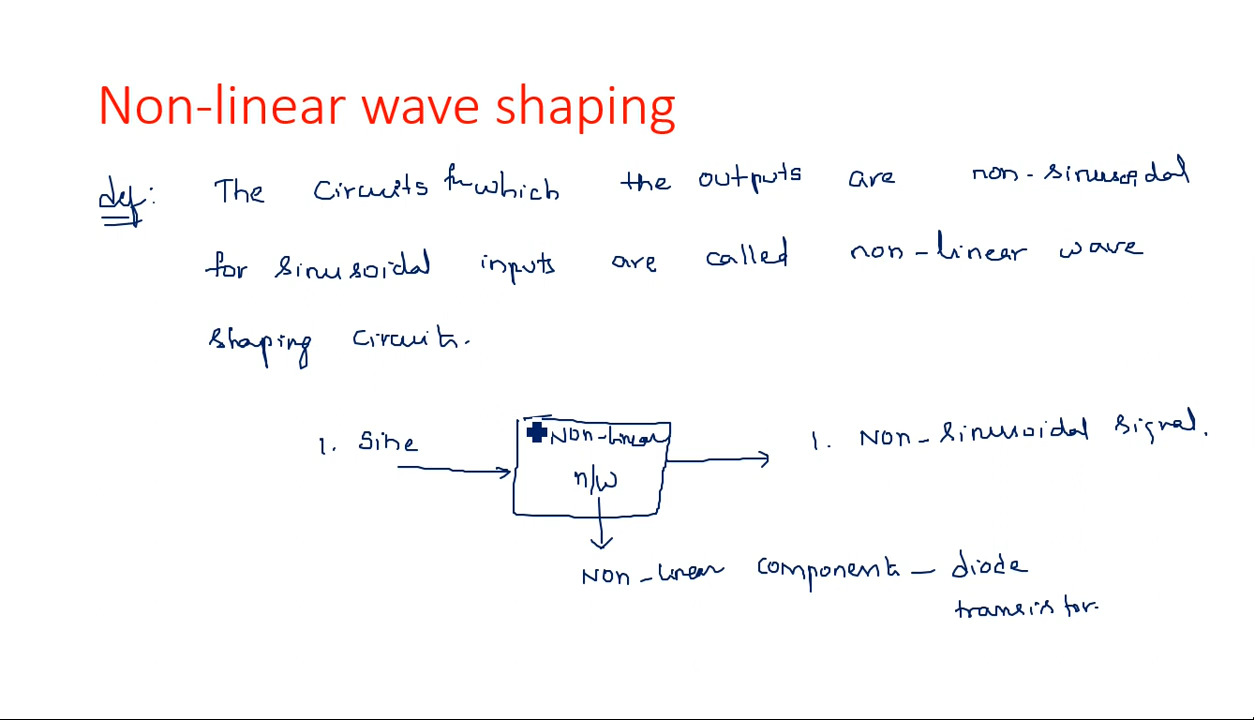 Non-linear wave shaping
def: The Circuits for which the outputs are non-sinusoidal
for sinusoidal inputs are called non-linear wave
shaping circuits.
1. Sine
Non-linear
n/w
1. Non-sinusoidal signal.
Non-linear components - diode
transistor.